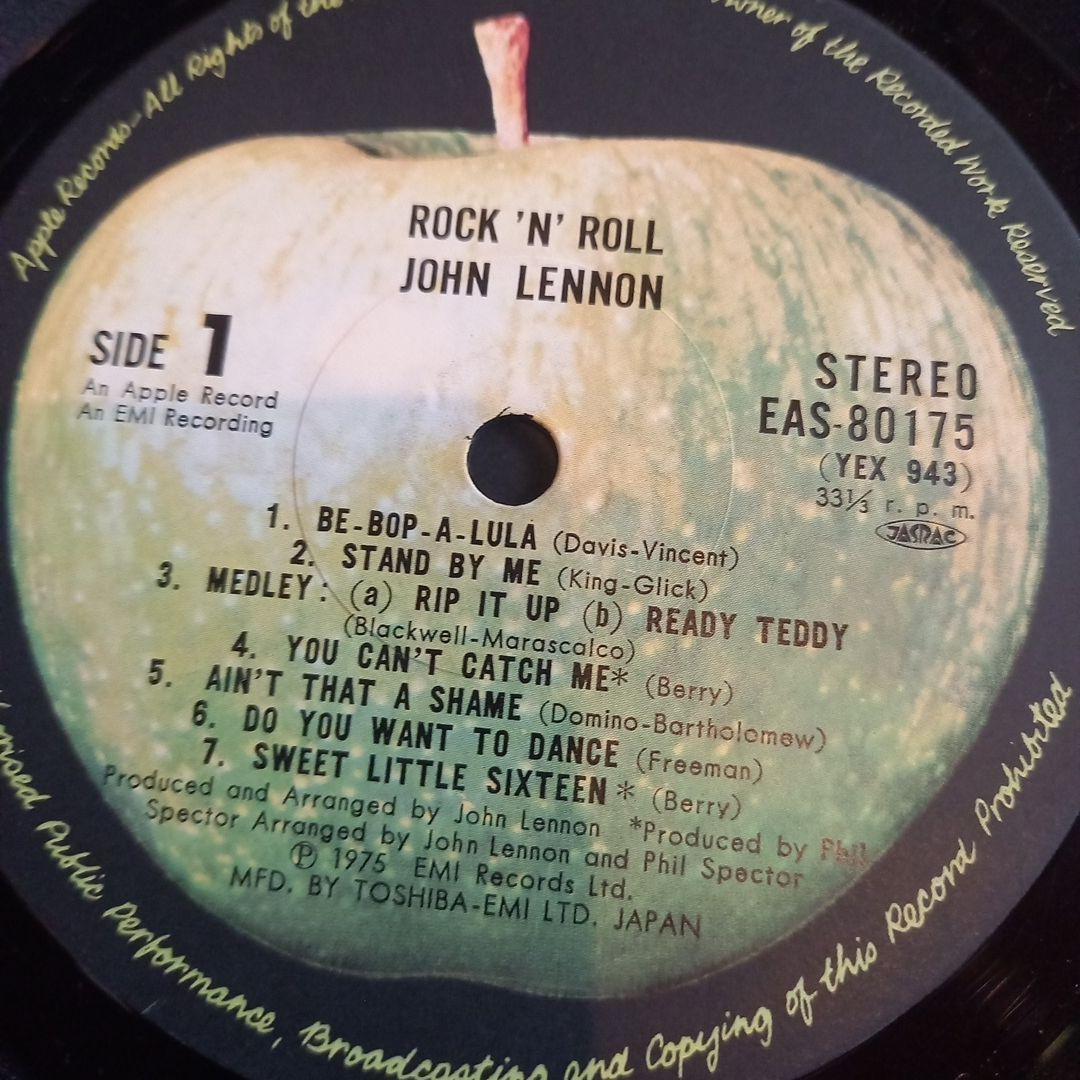 Apple Records-All Rights of the
wner of the Recorded Work Reserved
ROCK 'N' ROLL
JOHN LENNON
SIDE 1
An Apple Record
An EMI Recording
STEREO
EAS-80175
(YEX 943)
33⅓ r. p. m.
JASRAC
1. BE-BOP-A-LULA (Davis-Vincent)
2. STAND BY ME (King-Glick)
3. MEDLEY: (a) RIP IT UP (b) READY TEDDY
(Blackwell-Marascalco)
4. YOU CAN'T CATCH ME* (Berry)
5. AIN'T THAT A SHAME (Domino-Bartholomew)
6. DO YOU WANT TO DANCE (Freeman)
7. SWEET LITTLE SIXTEEN* (Berry)
Produced and Arranged by John Lennon *Produced by Phil
Spector Arranged by John Lennon and Phil Spector
℗ 1975 EMI Records Ltd.
MFD. BY TOSHIBA-EMI LTD. JAPAN
Public Performance, Broadcasting and Copying of this Record Prohibited